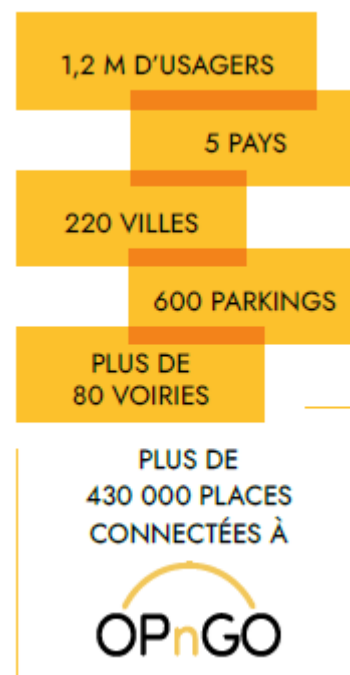 1,2 M D’USAGERS
5 PAYS
220 VILLES
600 PARKINGS
PLUS DE
80 VOIRIES
PLUS DE
430 000 PLACES
CONNECTÉES À
OPnGO